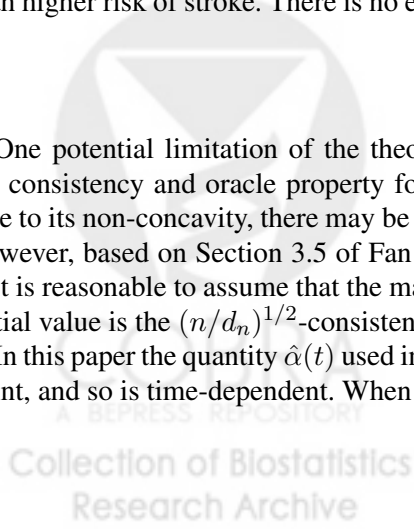 h higher risk of stroke. There is no e
One potential limitation of the theo
consistency and oracle property fo
e to its non-concavity, there may be
owever, based on Section 3.5 of Fan
t is reasonable to assume that the ma
tial value is the $(n/d_n)^{1/2}$-consisten
In this paper the quantity $\hat{\alpha}(t)$ used in
nt, and so is time-dependent. When
COBRA
A BEPRESS REPOSITORY
Collection of Biostatistics
Research Archive